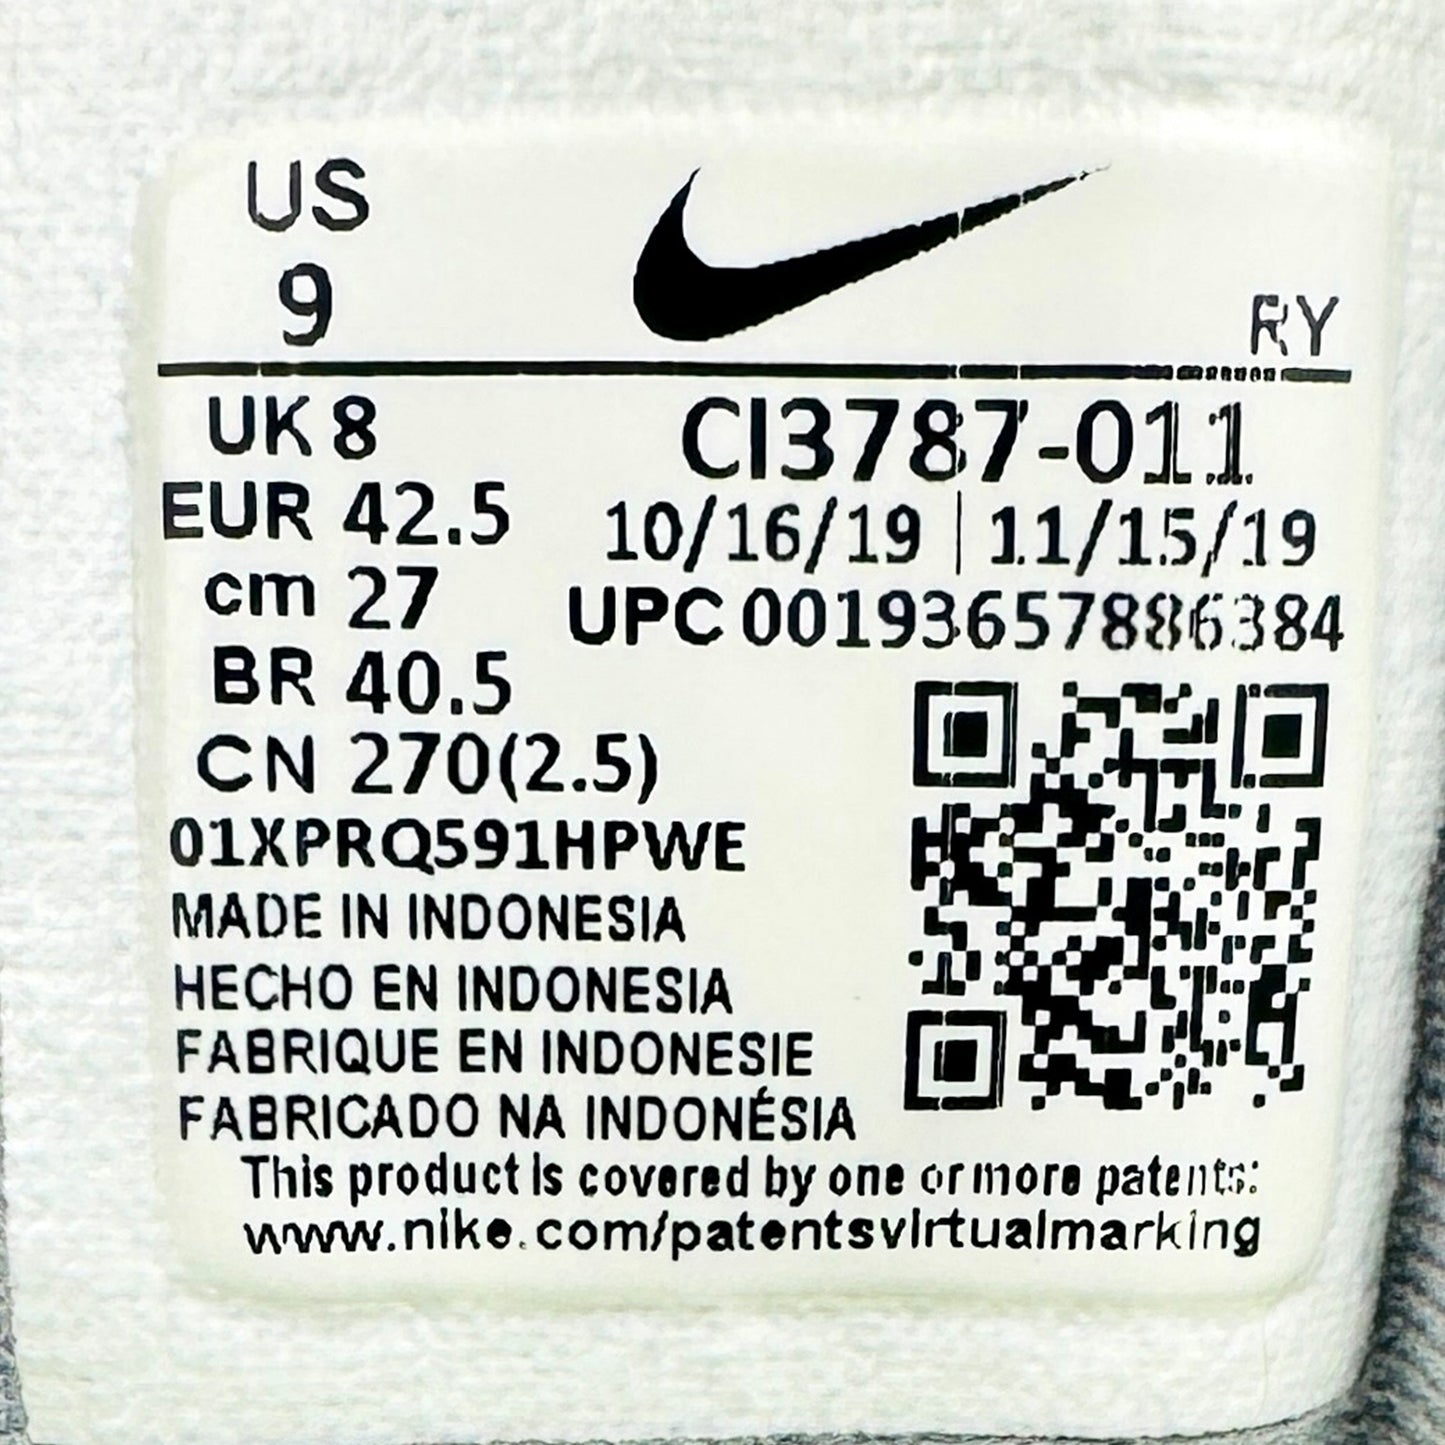 US
9
RY
UK 8
CI3787-011
EUR 42.5
10/16/19 | 11/15/19
cm 27
UPC 00193657886384
BR 40.5
CN 270(2.5)
01XPRQ591HPWE
MADE IN INDONESIA
HECHO EN INDONESIA
FABRIQUE EN INDONESIE
FABRICADO NA INDONÉSIA
This product is covered by one or more patents:
www.nike.com/patentsvirtualmarking